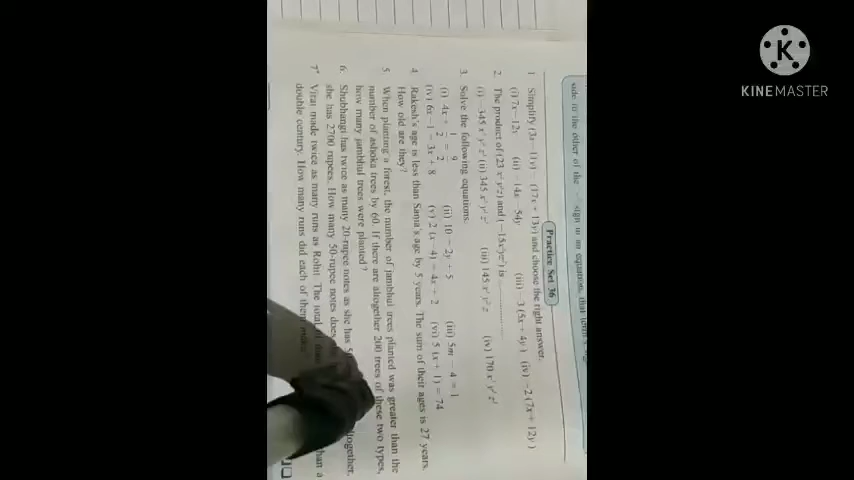 side to the other of the sign in an equation, that term's
Practice Set 36
1. Simplify (3x − 11y) − (17x + 13y) and choose the right answer.
(i) 7x − 12y (ii) −14x − 54y (iii) −3 (5x + 4y) (iv) −2 (7x + 12y)
2. The product of (23 x² y³z) and (−15x³yz²) is ............
(i) −345 x⁵ y⁴ z³ (ii) 345 x² y³ z⁵ (iii) 145 x³ y² z (iv) 170 x³ y² z³
3. Solve the following equations.
(i) 4x + 1/2 = 9/2 (ii) 10 = 2y + 5 (iii) 5m − 4 = 1
(iv) 6x − 1 = 3x + 8 (v) 2 (x − 4) = 4x + 2 (vi) 5 (x + 1) = 74
4. Rakesh's age is less than Sania's age by 5 years. The sum of their ages is 27 years.
How old are they?
5. When planting a forest, the number of jambhul trees planted was greater than the
number of ashoka trees by 60. If there are altogether 200 trees of these two types,
how many jambhul trees were planted?
6. Shubhangi has twice as many 20-rupee notes as she has together,
she has 2700 rupees. How many 50-rupee notes does
7* Virat made twice as many runs as Rohit. The total of than a
double century. How many runs did each of them make?
KINEMASTER